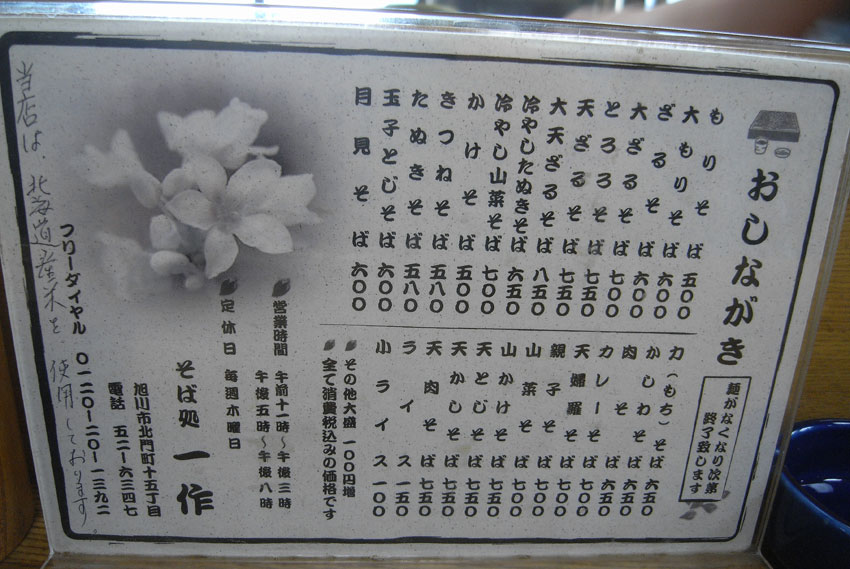 おしながき
麺がなくなり次第
終了致します
もりそば 五〇〇
大もりそば 六〇〇
ざるそば 六〇〇
大ざるそば 七〇〇
とろろそば 七五〇
天ざるそば 七五〇
大天ざるそば 八五〇
冷やしたぬきそば 六五〇
冷やし山菜そば 七〇〇
かけそば 五〇〇
きつねそば 五八〇
たぬきそば 五八〇
玉子とじそば 六〇〇
月見そば 六〇〇
力(もち)そば 六五〇
かしわそば 六五〇
肉そば 六五〇
カレーそば 七〇〇
天婦羅そば 七〇〇
親子そば 七〇〇
山菜そば 七〇〇
山かけそば 七〇〇
天とじそば 七五〇
天かしそば 七五〇
天肉そば 七五〇
ライス 一五〇
小ライス 一〇〇
その他大盛 一〇〇円増
全て消費税込みの価格です
営業時間 午前十一時〜午後三時
午後五時〜午後八時
定休日 毎週木曜日
そば処 一作
旭川市北門町十五丁目
電話 五二-六三四七
フリーダイヤル 〇一二〇-二〇-一三九二
当店は、北海道産米を使用しております